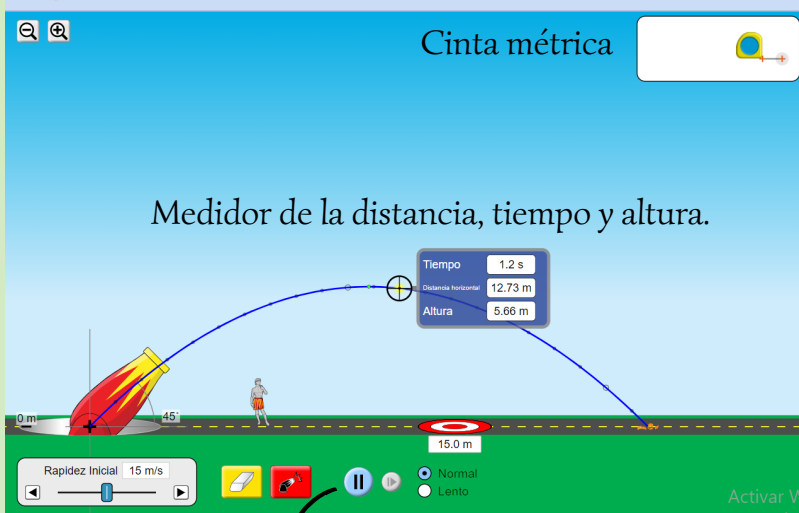 Cinta métrica
Medidor de la distancia, tiempo y altura.
Tiempo 1.2 s
Distancia horizontal 12.73 m
Altura 5.66 m
0 m
45°
15.0 m
Rapidez Inicial 15 m/s
Normal
Lento
Activar W